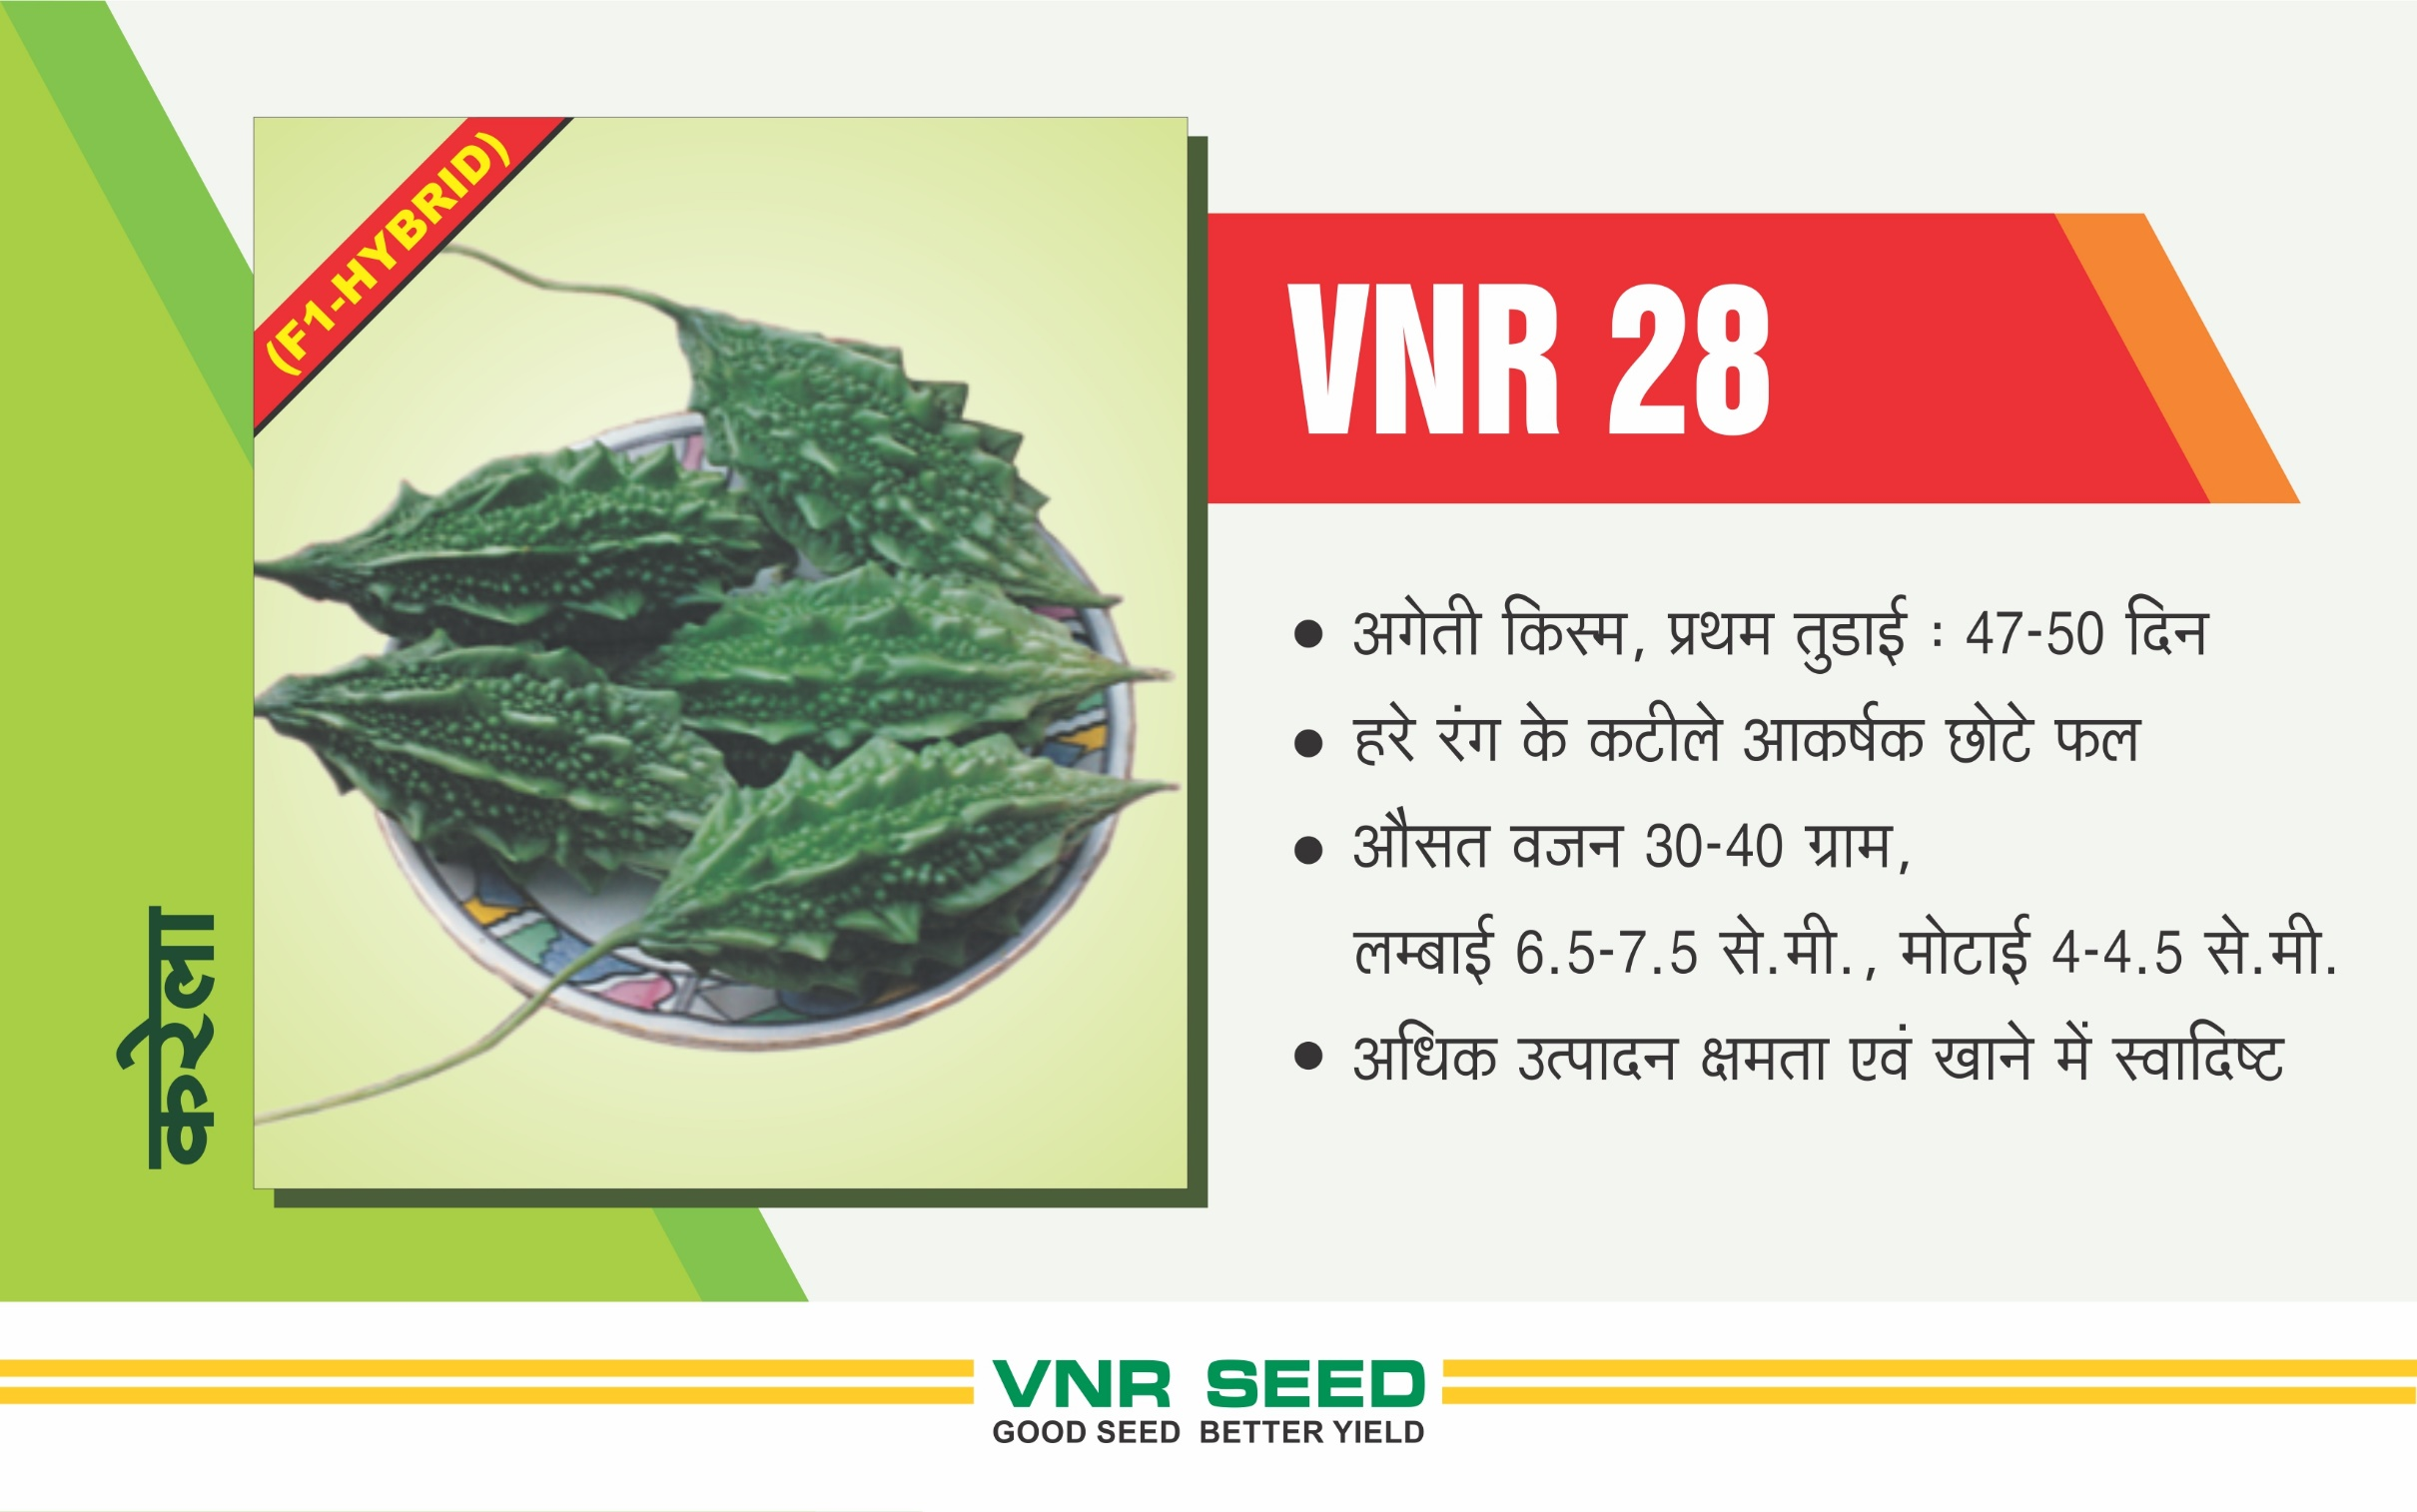 (F1-HYBRID)
करेला
VNR 28
● अगेती किस्म, प्रथम तुड़ाई : 47-50 दिन
● हरे रंग के कटीले आकर्षक छोटे फल
● औसत वजन 30-40 ग्राम,
लम्बाई 6.5-7.5 से.मी., मोटाई 4-4.5 से.मी.
● अधिक उत्पादन क्षमता एवं खाने में स्वादिष्ट
VNR SEED
GOOD SEED BETTER YIELD